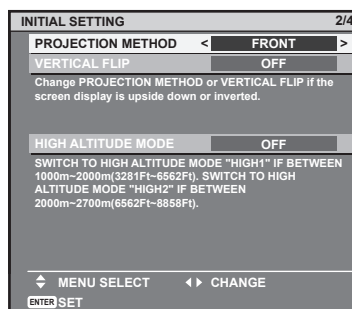 INITIAL SETTING 2/4
PROJECTION METHOD < FRONT >
VERTICAL FLIP OFF
Change PROJECTION METHOD or VERTICAL FLIP if the
screen display is upside down or inverted.
HIGH ALTITUDE MODE OFF
SWITCH TO HIGH ALTITUDE MODE "HIGH1" IF BETWEEN
1000m~2000m(3281Ft~6562Ft). SWITCH TO HIGH
ALTITUDE MODE "HIGH2" IF BETWEEN
2000m~2700m(6562Ft~8858Ft).
MENU SELECT CHANGE
ENTER SET